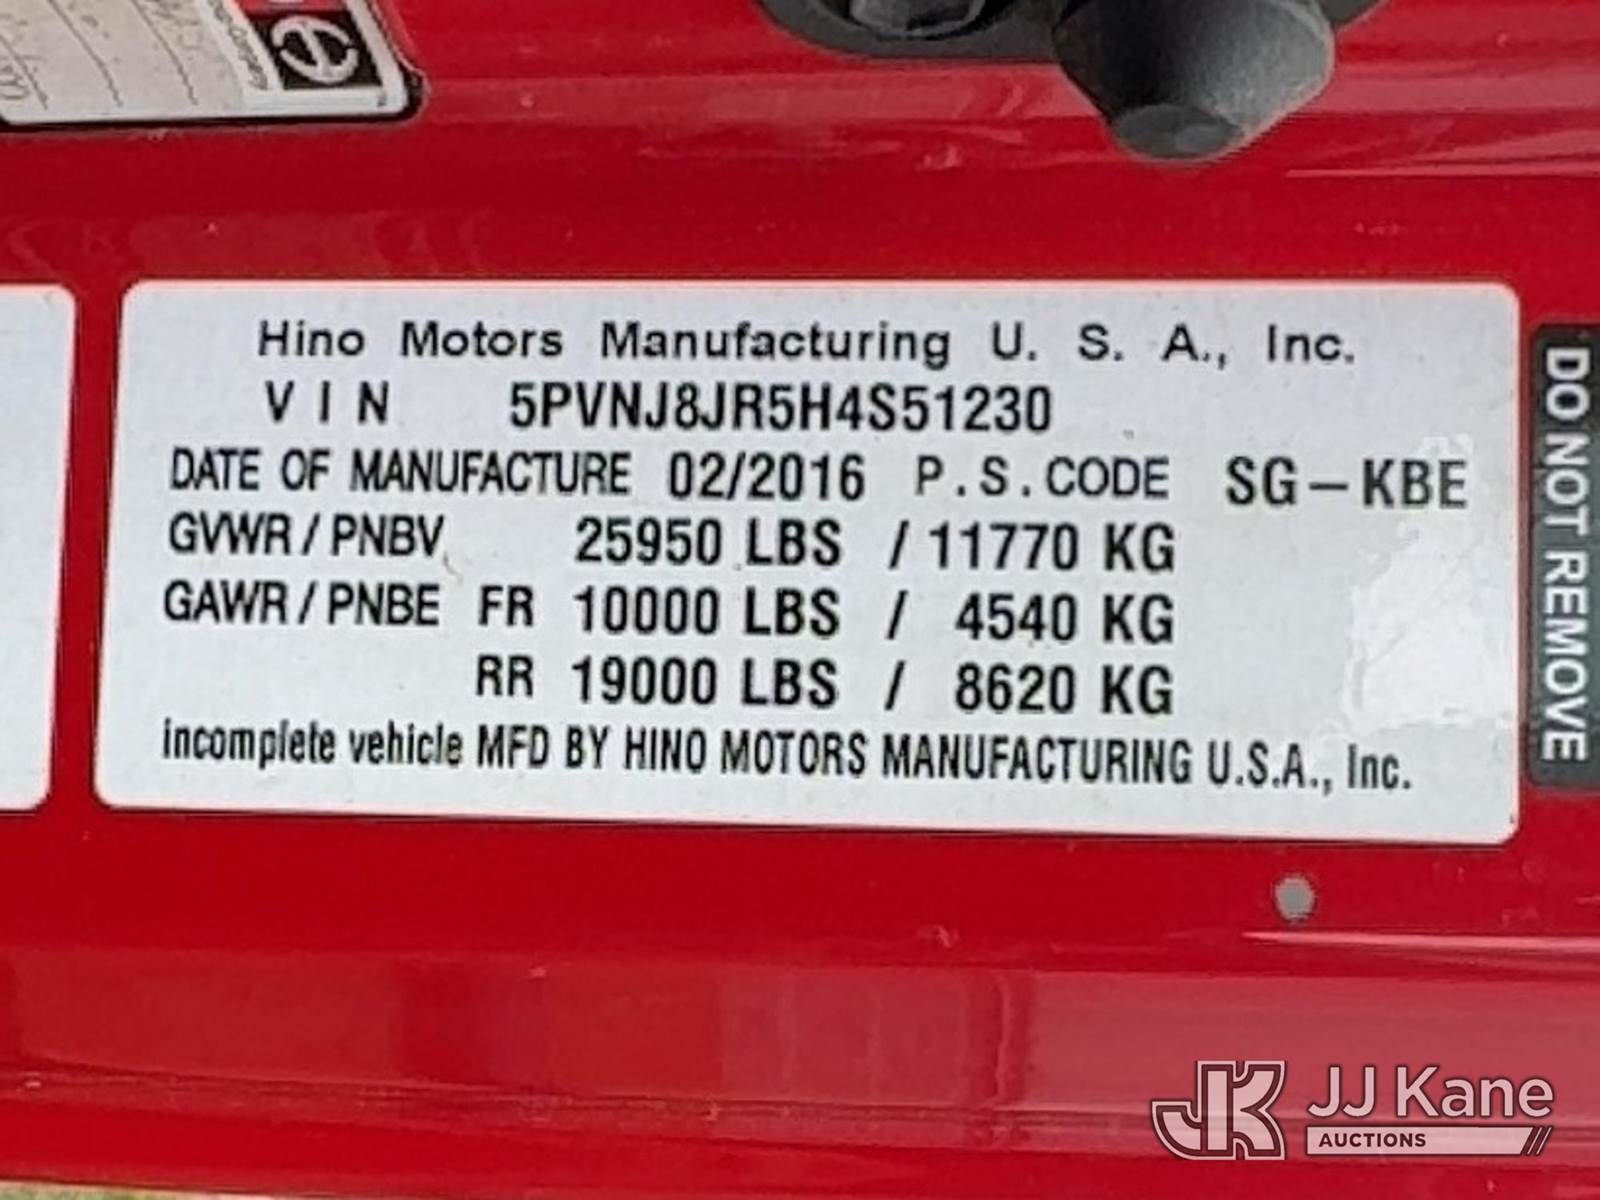 Hino Motors Manufacturing U. S. A., Inc.
VIN 5PVNJ8JR5H4S51230
DATE OF MANUFACTURE 02/2016 P.S.CODE SG-KBE
GVWR/PNBV 25950 LBS / 11770 KG
GAWR/PNBE FR 10000 LBS / 4540 KG
RR 19000 LBS / 8620 KG
incomplete vehicle MFD BY HINO MOTORS MANUFACTURING U.S.A., Inc.
DO NOT REMOVE
JK JJ Kane
AUCTIONS